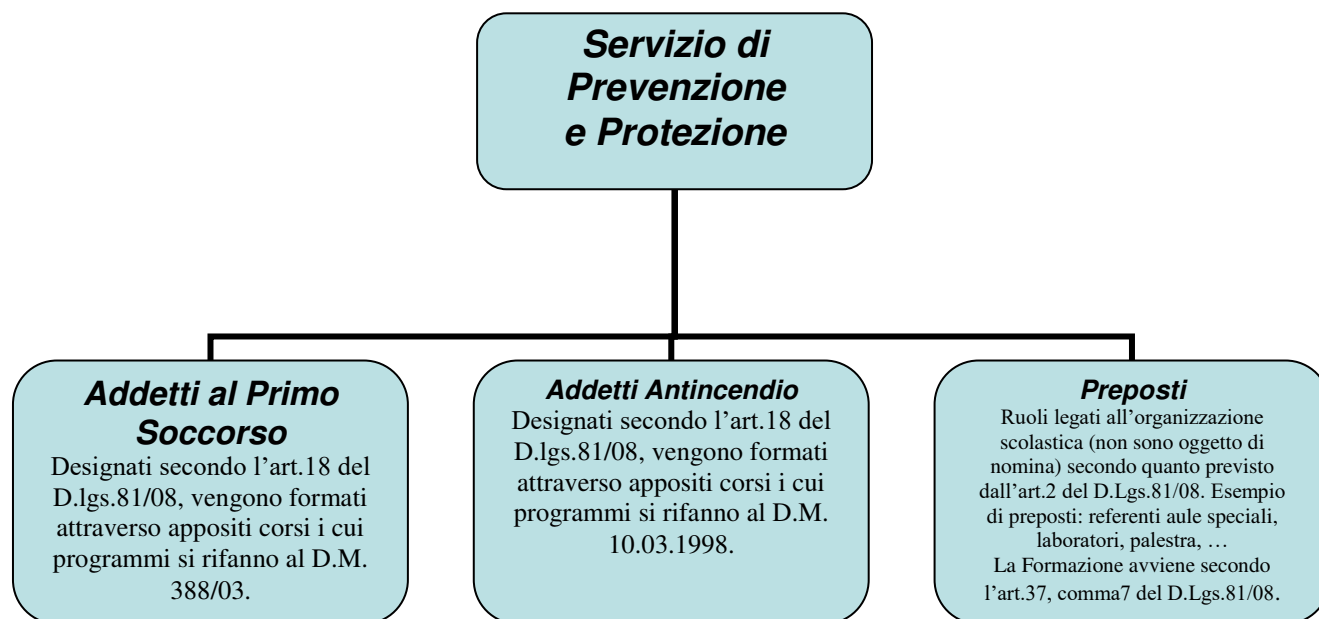 Servizio di
Prevenzione
e Protezione
Addetti al Primo
Soccorso
Designati secondo l’art.18 del
D.lgs.81/08, vengono formati
attraverso appositi corsi i cui
programmi si rifanno al D.M.
388/03.
Addetti Antincendio
Designati secondo l’art.18 del
D.lgs.81/08, vengono formati
attraverso appositi corsi i cui
programmi si rifanno al D.M.
10.03.1998.
Preposti
Ruoli legati all’organizzazione
scolastica (non sono oggetto di
nomina) secondo quanto previsto
dall’art.2 del D.Lgs.81/08. Esempio
di preposti: referenti aule speciali,
laboratori, palestra, …
La Formazione avviene secondo
l’art.37, comma7 del D.Lgs.81/08.